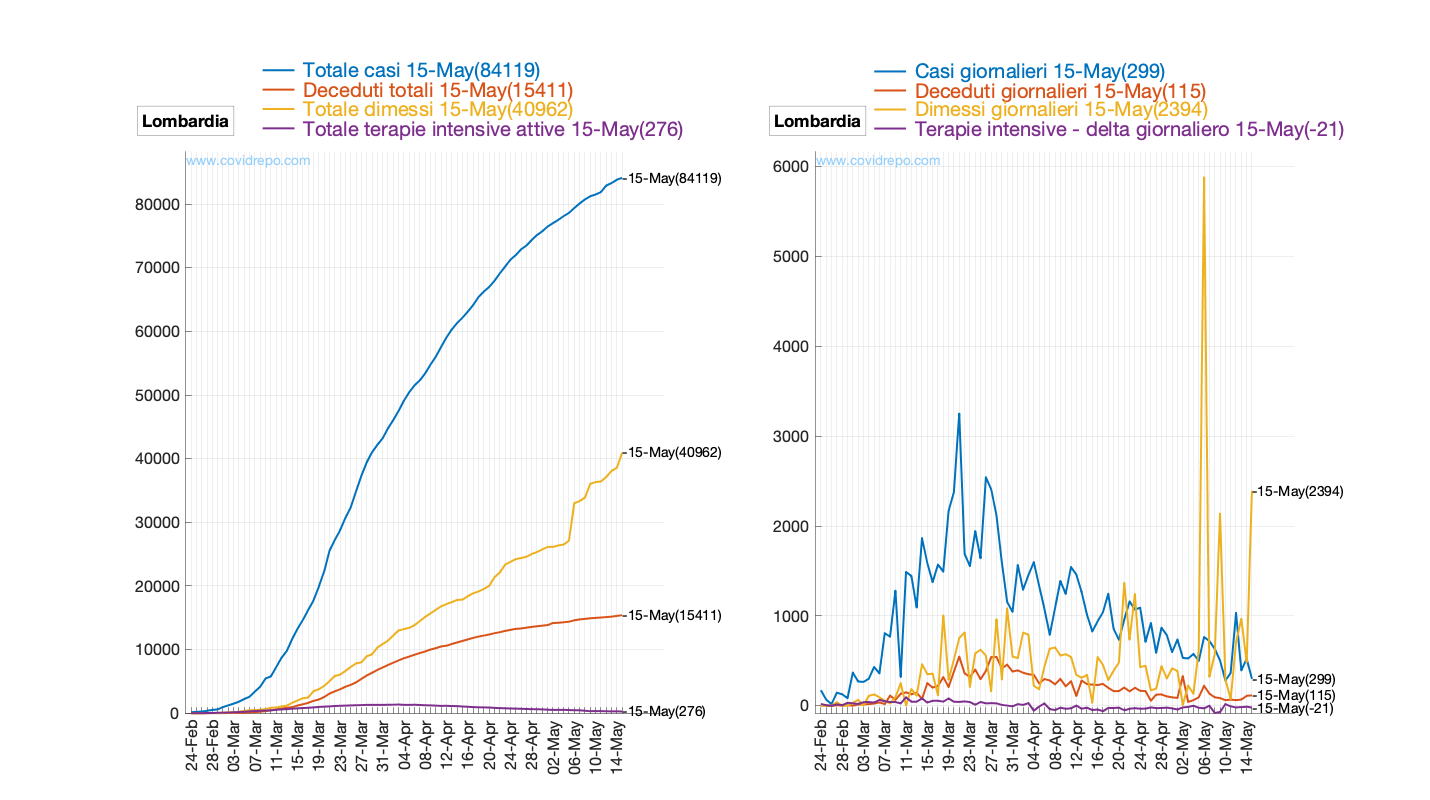 Totale casi 15-May(84119)
Deceduti totali 15-May(15411)
Totale dimessi 15-May(40962)
Totale terapie intensive attive 15-May(276)
Lombardia
www.covidrepo.com
80000
70000
60000
50000
40000
30000
20000
10000
0
15-May(84119)
15-May(40962)
15-May(15411)
15-May(276)
24-Feb
28-Feb
03-Mar
07-Mar
11-Mar
15-Mar
19-Mar
23-Mar
27-Mar
31-Mar
04-Apr
08-Apr
12-Apr
16-Apr
20-Apr
24-Apr
28-Apr
02-May
06-May
10-May
14-May
Casi giornalieri 15-May(299)
Deceduti giornalieri 15-May(115)
Dimessi giornalieri 15-May(2394)
Terapie intensive - delta giornaliero 15-May(-21)
Lombardia
www.covidrepo.com
6000
5000
4000
3000
2000
1000
0
15-May(2394)
15-May(299)
15-May(115)
15-May(-21)
24-Feb
28-Feb
03-Mar
07-Mar
11-Mar
15-Mar
19-Mar
23-Mar
27-Mar
31-Mar
04-Apr
08-Apr
12-Apr
16-Apr
20-Apr
24-Apr
28-Apr
02-May
06-May
10-May
14-May